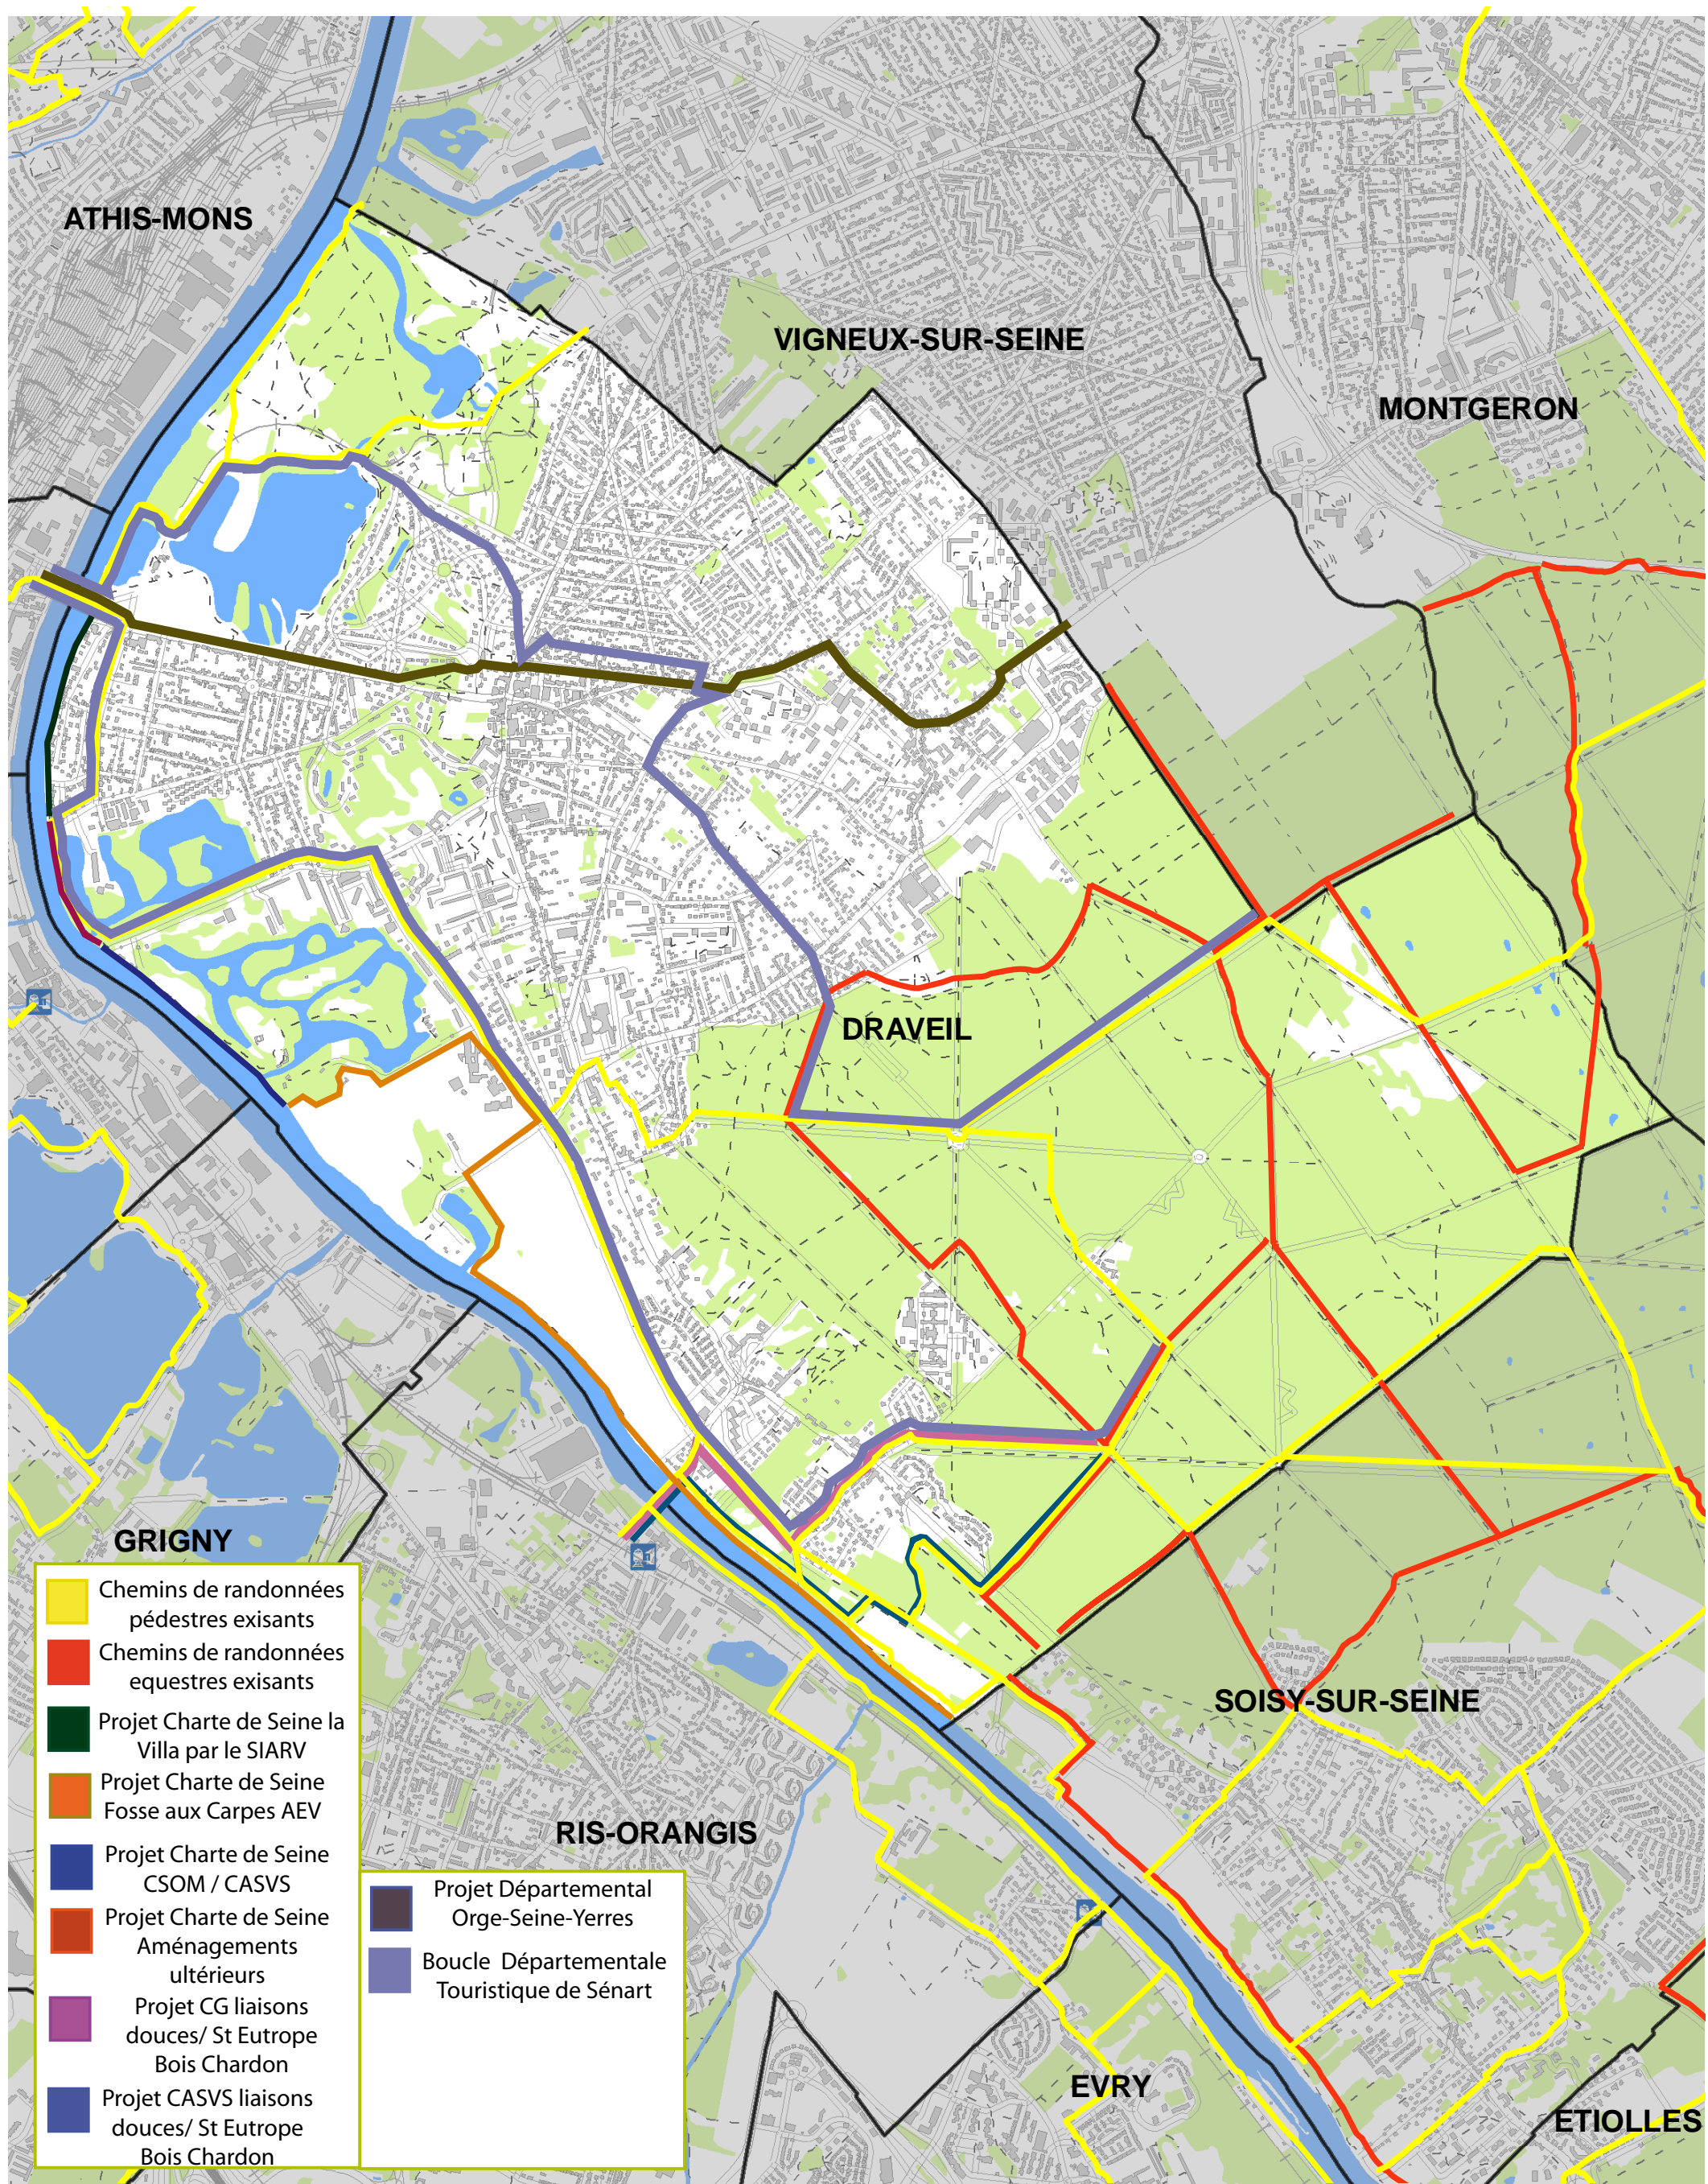 ATHIS-MONS
VIGNEUX-SUR-SEINE
MONTGERON
DRAVEIL
GRIGNY
SOISY-SUR-SEINE
RIS-ORANGIS
EVRY
ETIOLLES
Chemins de randonnées
pédestres exisants
Chemins de randonnées
equestres exisants
Projet Charte de Seine la
Villa par le SIARV
Projet Charte de Seine
Fosse aux Carpes AEV
Projet Charte de Seine
CSOM / CASVS
Projet Charte de Seine
Aménagements
ultérieurs
Projet CG liaisons
douces/ St Eutrope
Bois Chardon
Projet CASVS liaisons
douces/ St Eutrope
Bois Chardon
Projet Départemental
Orge-Seine-Yerres
Boucle Départementale
Touristique de Sénart